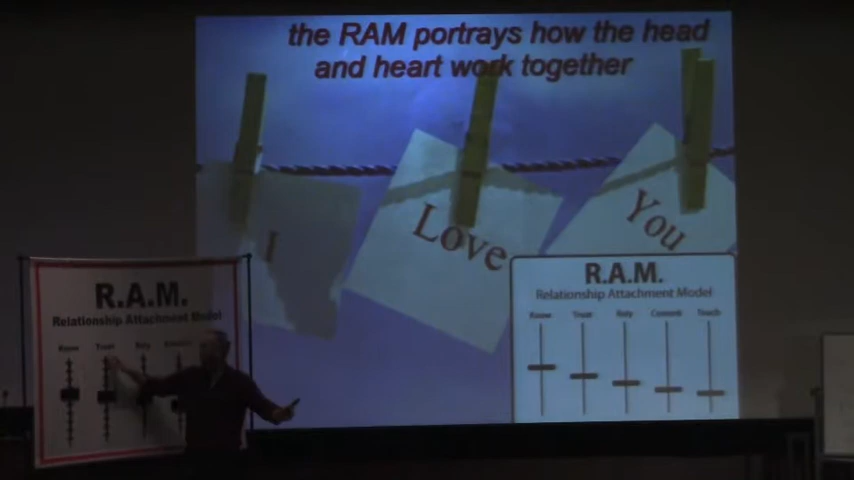 the RAM portrays how the head
and heart work together
I
Love
You
R.A.M.
Relationship Attachment Model
Know Trust Rely Commit Touch
R.A.M.
Relationship Attachment Model
Know Trust Rely